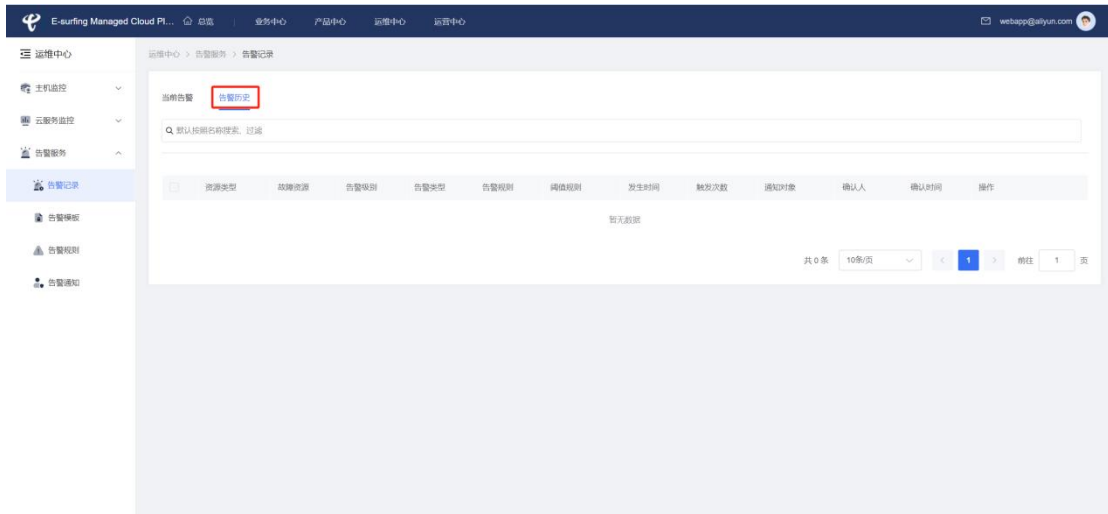 E-surfing Managed Cloud Pl... 总览 业务中心 产品中心 运维中心 运营中心 webapp@aliyun.com
运维中心
运维中心 > 告警服务 > 告警记录
主机监控
云服务监控
告警服务
告警记录
告警模板
告警规则
告警通知
当前告警 告警历史
默认按照名称搜索、过滤
资源类型 故障资源 告警级别 告警类型 告警规则 阈值规则 发生时间 触发次数 通知对象 确认人 确认时间 操作
暂无数据
共 0 条 10条/页 < 1 > 前往 1 页